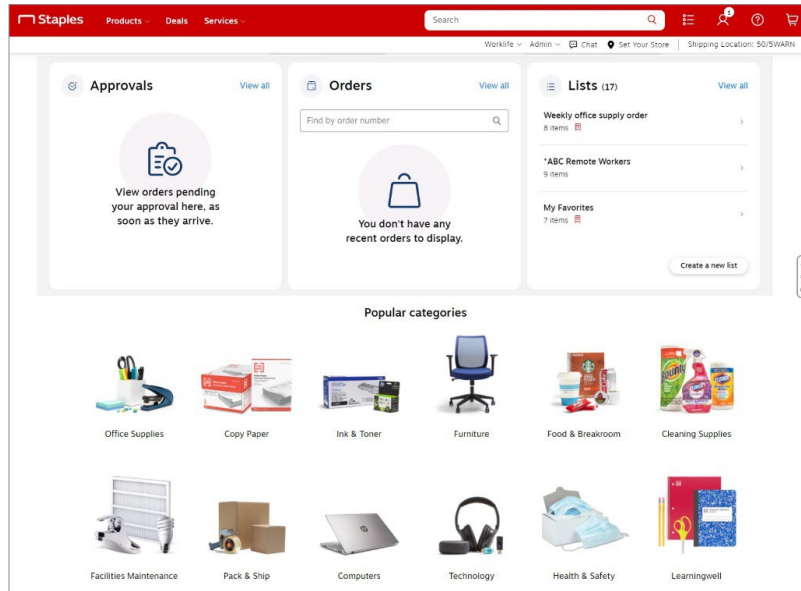 Staples
Products
Deals
Services
Search
1
Worklife
Admin
Chat
Set Your Store
Shipping Location: 50/5WARN
Approvals
View all
View orders pending
your approval here, as
soon as they arrive.
Orders
View all
Find by order number
You don't have any
recent orders to display.
Lists (17)
View all
Weekly office supply order
8 items
*ABC Remote Workers
9 items
My Favorites
7 items
Create a new list
Popular categories
Office Supplies
Copy Paper
Ink & Toner
Furniture
Food & Breakroom
Cleaning Supplies
Facilities Maintenance
Pack & Ship
Computers
Technology
Health & Safety
Learningwell